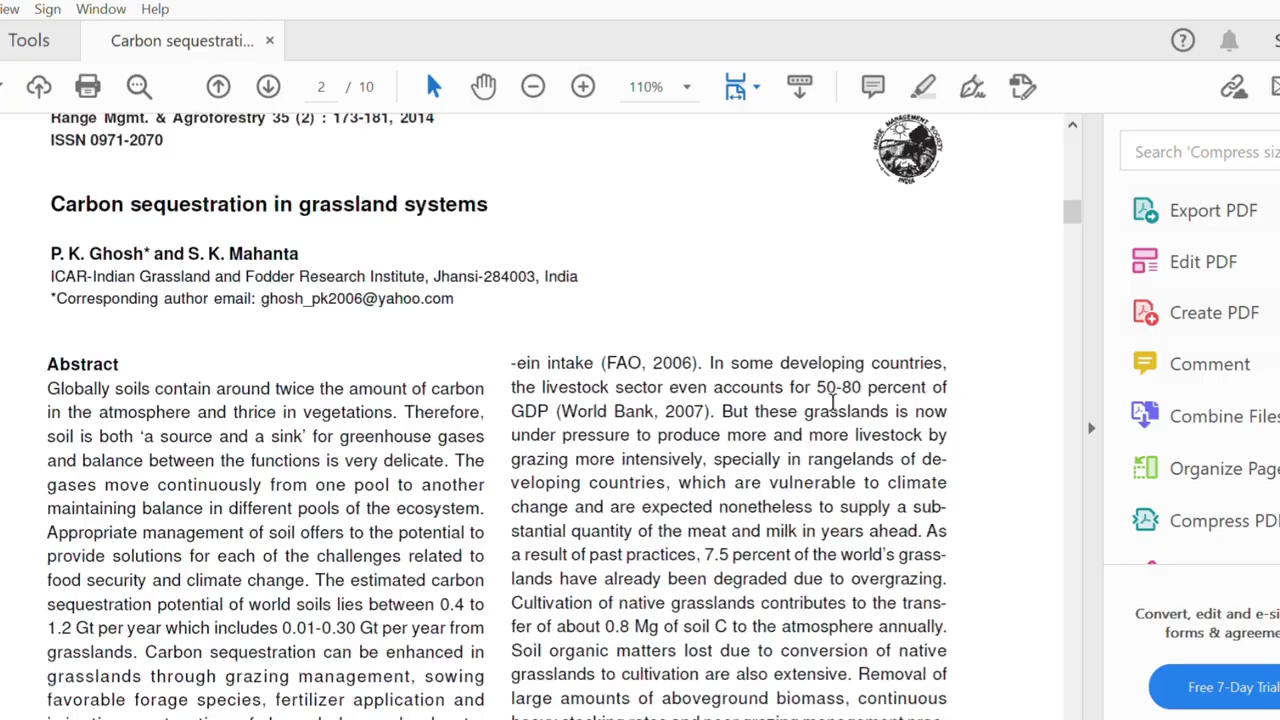 iew Sign Window Help
Tools
Carbon sequestrati... ×
2 / 10
110%
Search 'Compress siz
Range Mgmt. & Agroforestry 35 (2) : 173-181, 2014
ISSN 0971-2070
RANGE MANAGEMENT SOCIETY
INDIA
Carbon sequestration in grassland systems
P. K. Ghosh* and S. K. Mahanta
ICAR-Indian Grassland and Fodder Research Institute, Jhansi-284003, India
*Corresponding author email: ghosh_pk2006@yahoo.com
Abstract
Globally soils contain around twice the amount of carbon
in the atmosphere and thrice in vegetations. Therefore,
soil is both ‘a source and a sink’ for greenhouse gases
and balance between the functions is very delicate. The
gases move continuously from one pool to another
maintaining balance in different pools of the ecosystem.
Appropriate management of soil offers to the potential to
provide solutions for each of the challenges related to
food security and climate change. The estimated carbon
sequestration potential of world soils lies between 0.4 to
1.2 Gt per year which includes 0.01-0.30 Gt per year from
grasslands. Carbon sequestration can be enhanced in
grasslands through grazing management, sowing
favorable forage species, fertilizer application and
-ein intake (FAO, 2006). In some developing countries,
the livestock sector even accounts for 50-80 percent of
GDP (World Bank, 2007). But these grasslands is now
under pressure to produce more and more livestock by
grazing more intensively, specially in rangelands of de-
veloping countries, which are vulnerable to climate
change and are expected nonetheless to supply a sub-
stantial quantity of the meat and milk in years ahead. As
a result of past practices, 7.5 percent of the world’s grass-
lands have already been degraded due to overgrazing.
Cultivation of native grasslands contributes to the trans-
fer of about 0.8 Mg of soil C to the atmosphere annually.
Soil organic matters lost due to conversion of native
grasslands to cultivation are also extensive. Removal of
large amounts of aboveground biomass, continuous
Export PDF
Edit PDF
Create PDF
Comment
Combine Files
Organize Page
Compress PDF
Convert, edit and e-si
forms & agreeme
Free 7-Day Trial